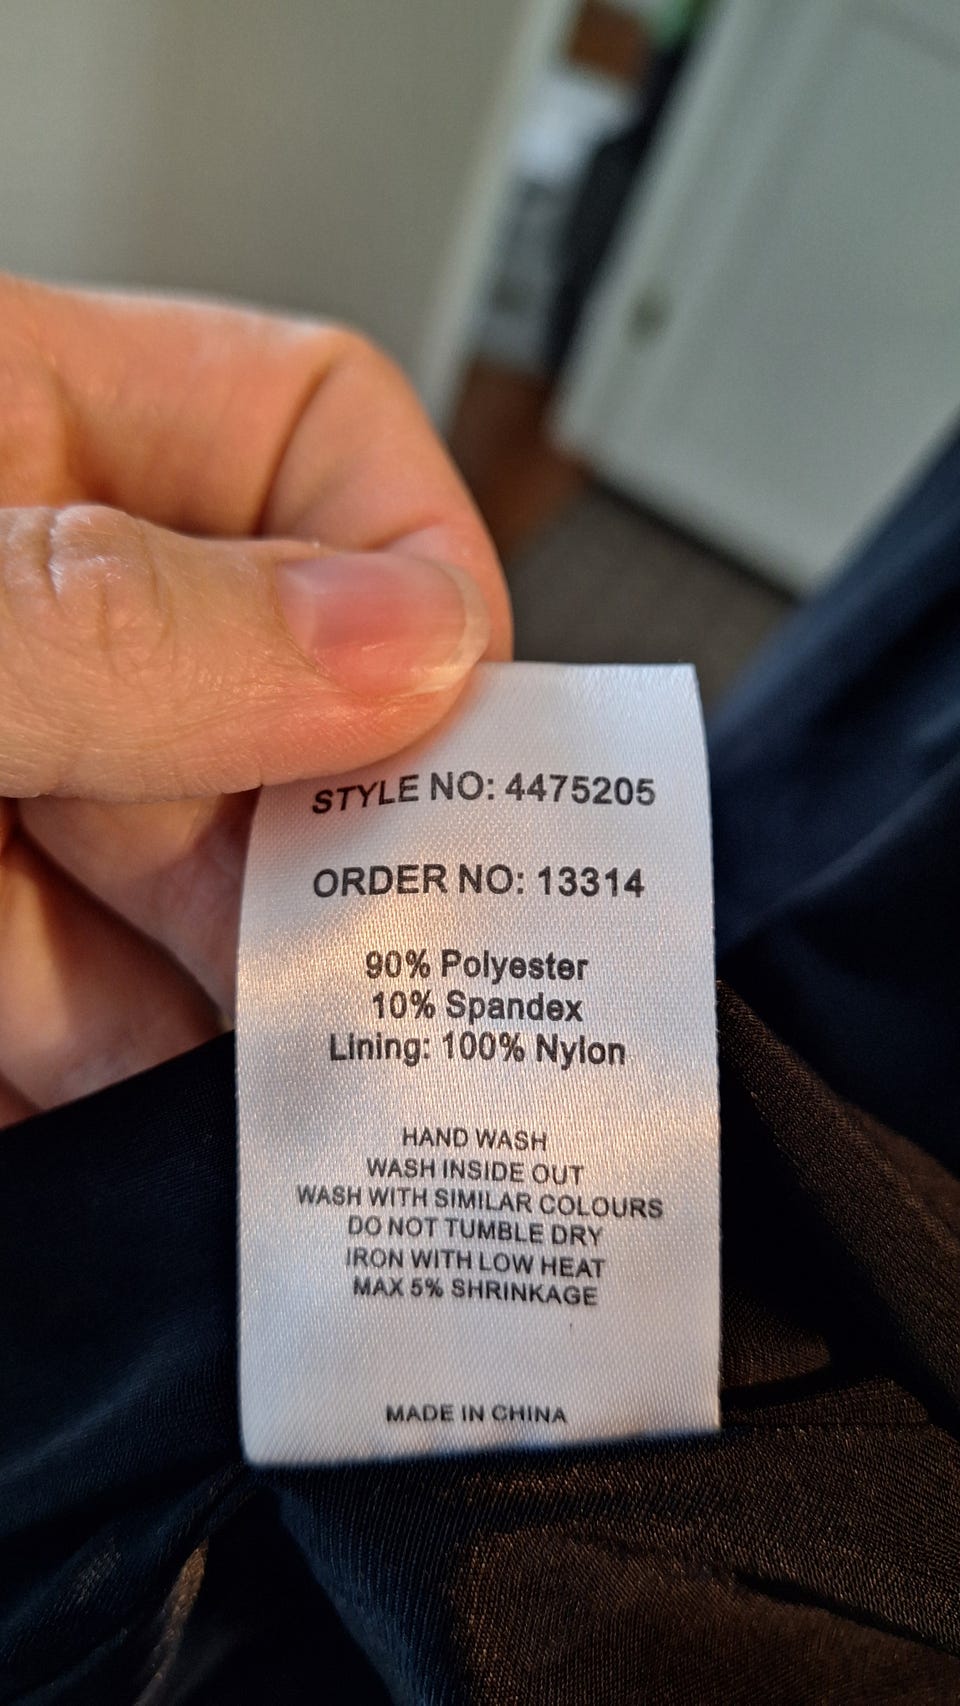 STYLE NO: 4475205
ORDER NO: 13314
90% Polyester
10% Spandex
Lining: 100% Nylon
HAND WASH
WASH INSIDE OUT
WASH WITH SIMILAR COLOURS
DO NOT TUMBLE DRY
IRON WITH LOW HEAT
MAX 5% SHRINKAGE
MADE IN CHINA